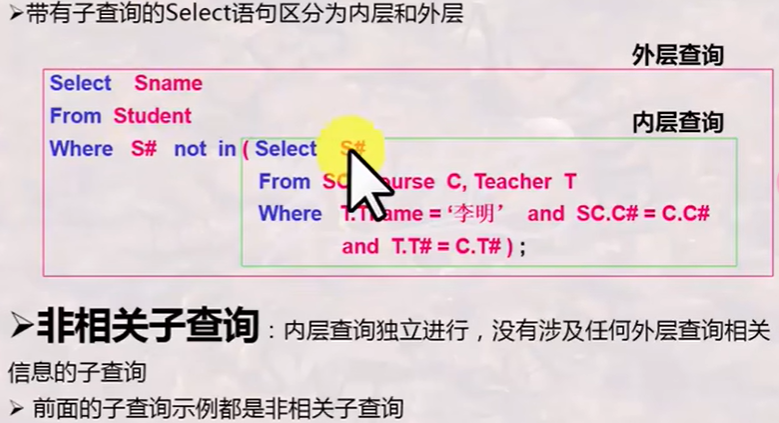 ➢带有子查询的Select语句区分为内层和外层
外层查询
Select Sname
From Student
内层查询
Where S# not in ( Select S#
From SC, Course C, Teacher T
Where T.Tname = ‘李明’ and SC.C# = C.C#
and T.T# = C.T# ) ;
➢非相关子查询：内层查询独立进行，没有涉及任何外层查询相关
信息的子查询
➢ 前面的子查询示例都是非相关子查询